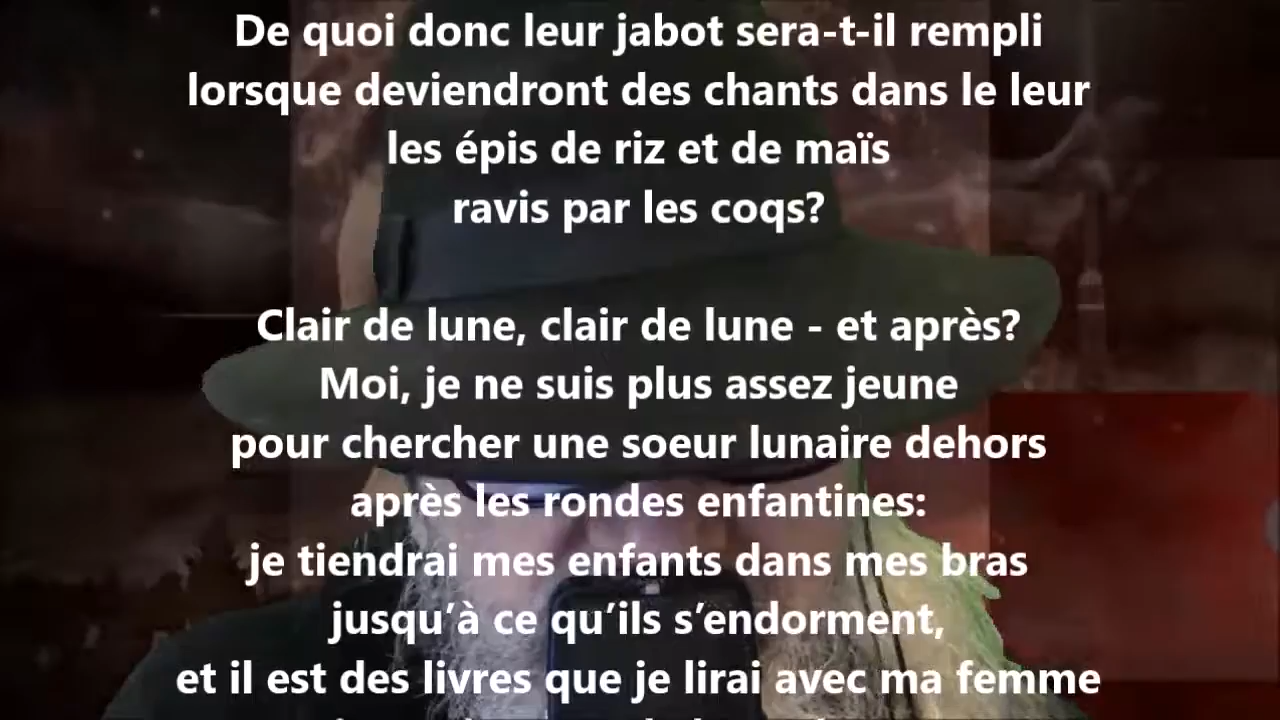 De quoi donc leur jabot sera-t-il rempli
lorsque deviendront des chants dans le leur
les épis de riz et de maïs
ravis par les coqs?
Clair de lune, clair de lune - et après?
Moi, je ne suis plus assez jeune
pour chercher une soeur lunaire dehors
après les rondes enfantines:
je tiendrai mes enfants dans mes bras
jusqu’à ce qu’ils s’endorment,
et il est des livres que je lirai avec ma femme